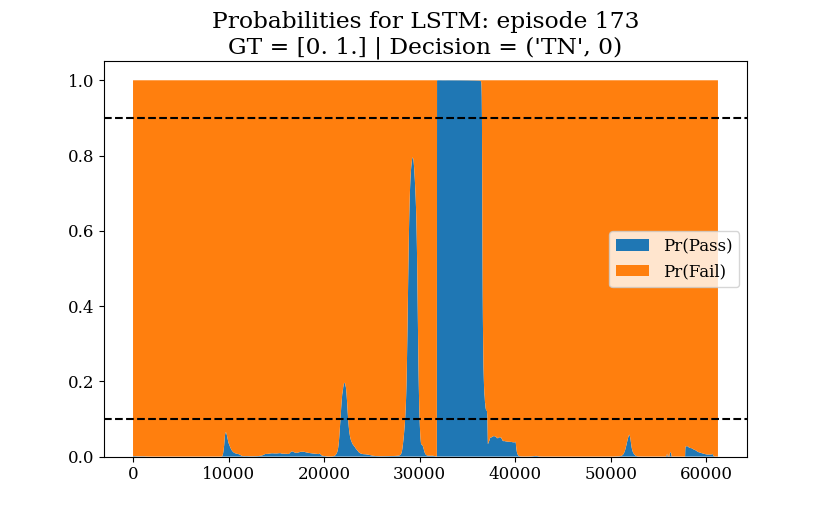 Probabilities for LSTM: episode 173
GT = [0. 1.] | Decision = ('TN', 0)
1.0
0.8
0.6
0.4
0.2
0.0
Pr(Pass)
Pr(Fail)
0 10000 20000 30000 40000 50000 60000